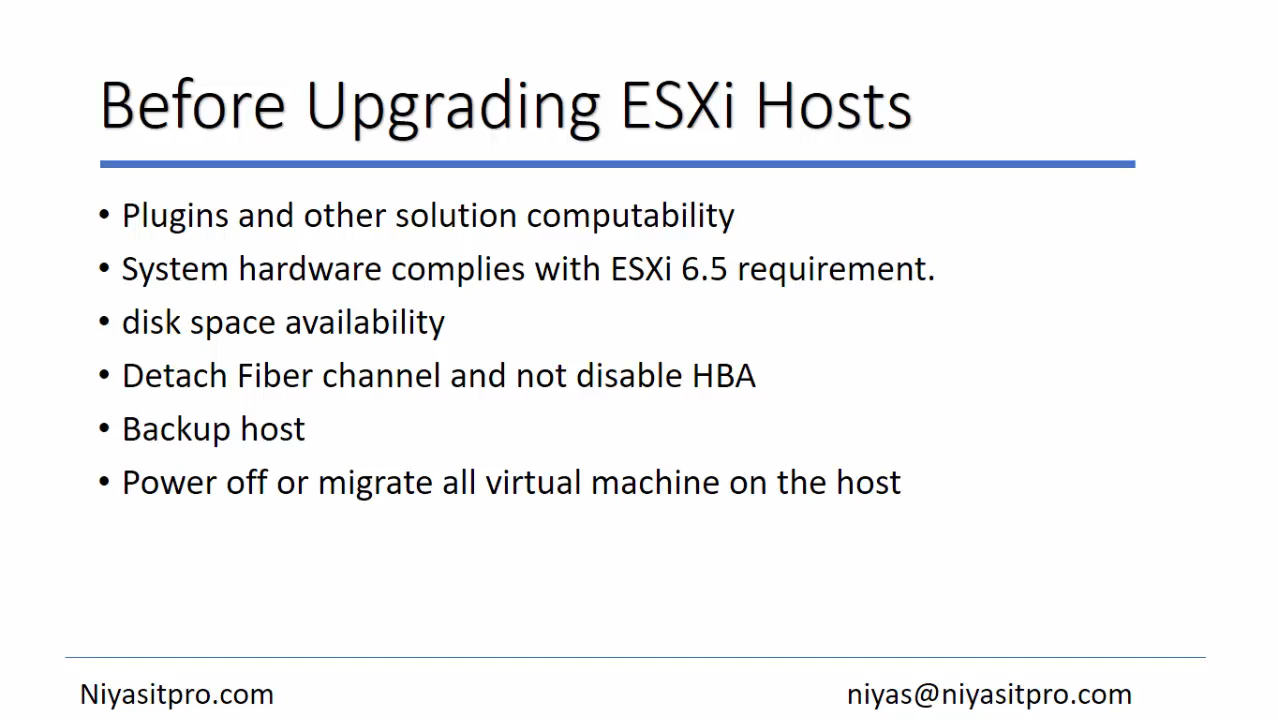 Before Upgrading ESXi Hosts
• Plugins and other solution computability
• System hardware complies with ESXi 6.5 requirement.
• disk space availability
• Detach Fiber channel and not disable HBA
• Backup host
• Power off or migrate all virtual machine on the host
Niyasitpro.com
niyas@niyasitpro.com